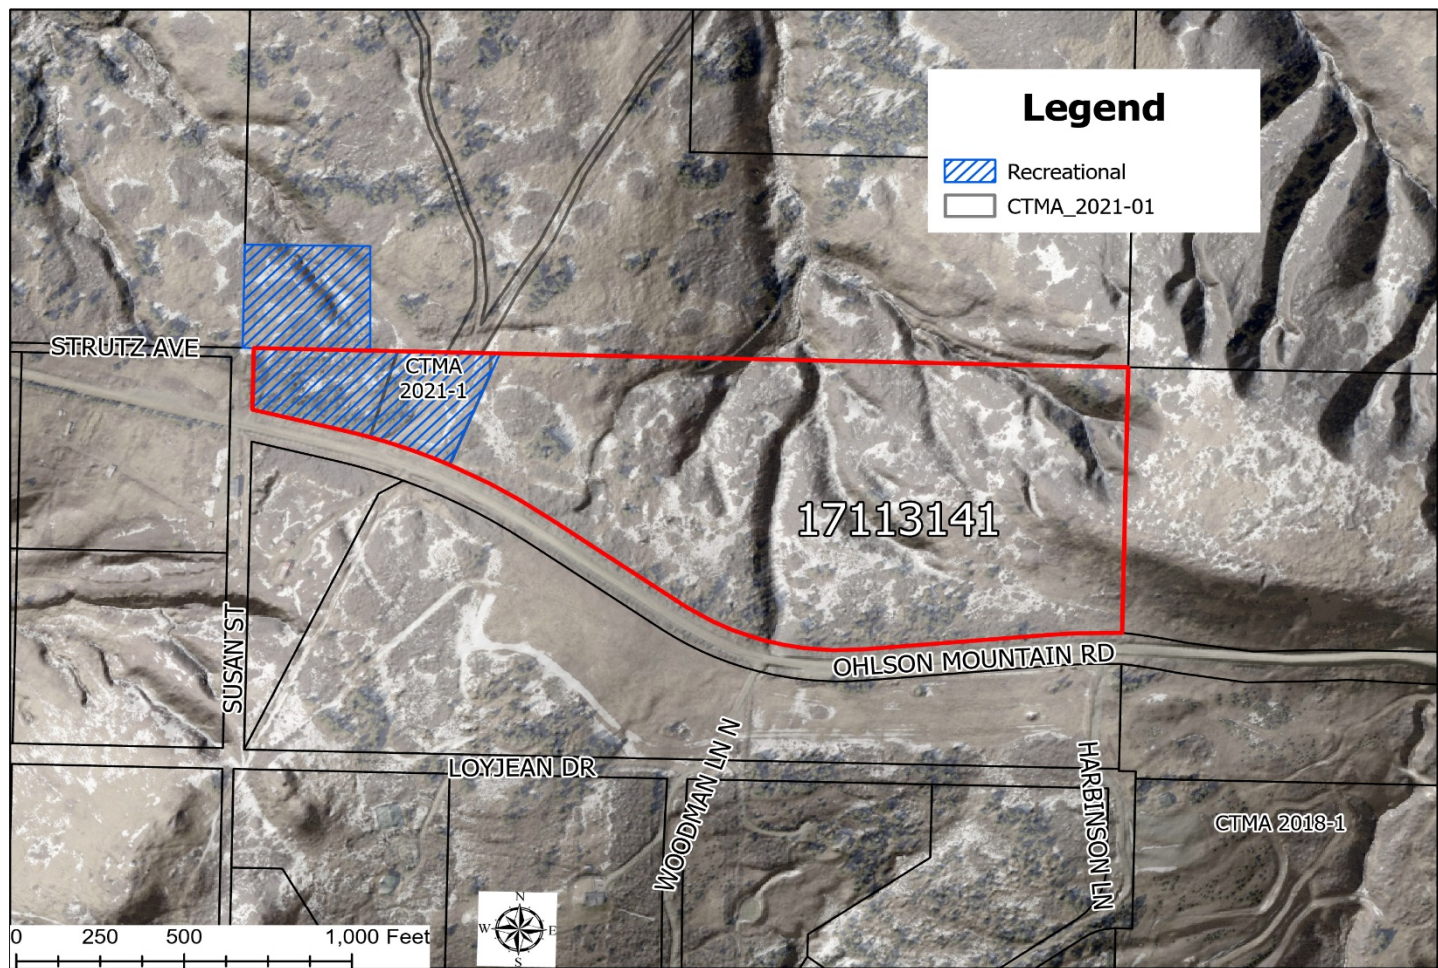 Legend
Recreational
CTMA_2021-01
STRUTZ AVE
CTMA
2021-1
17113141
SUSAN ST
OHLSON MOUNTAIN RD
LOYJEAN DR
WOODMAN LN N
HARBINSON LN
CTMA 2018-1
N
W E
S
0 250 500 1,000 Feet